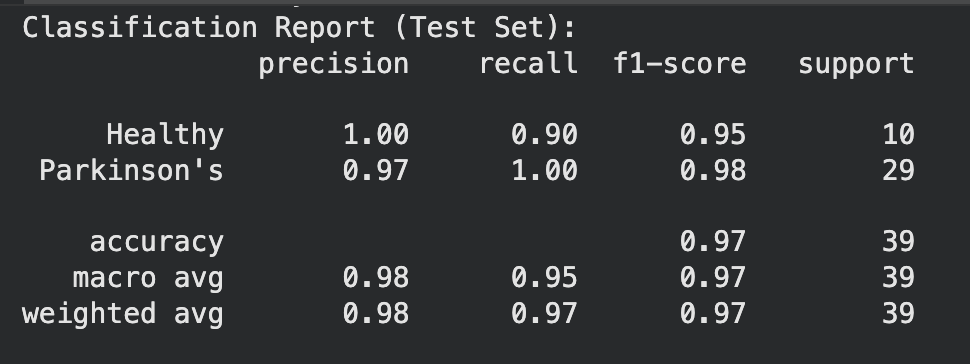 Classification Report (Test Set):
precision recall f1-score support
Healthy 1.00 0.90 0.95 10
Parkinson's 0.97 1.00 0.98 29
accuracy 0.97 39
macro avg 0.98 0.95 0.97 39
weighted avg 0.98 0.97 0.97 39